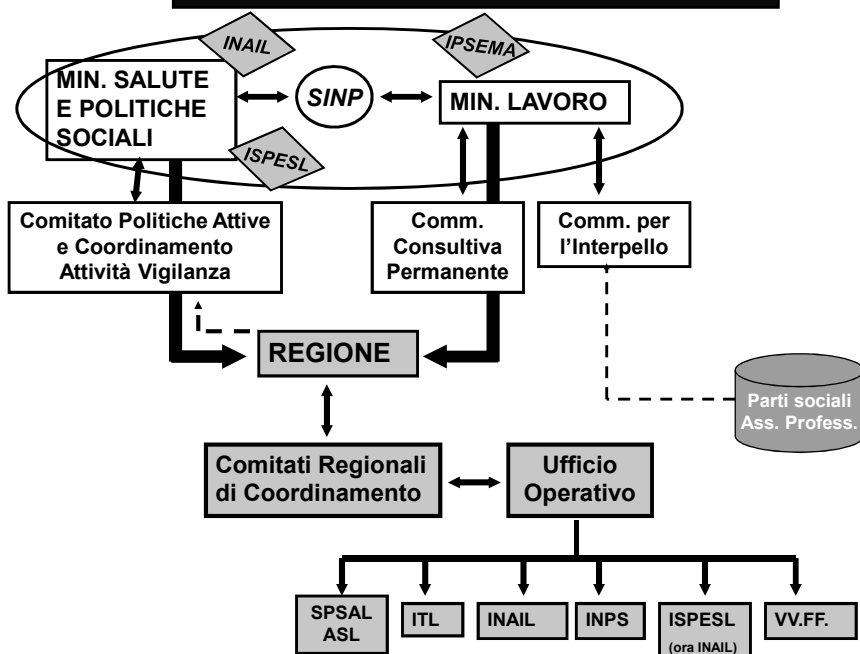 INAIL
IPSEMA
MIN. SALUTE
E POLITICHE
SOCIALI
SINP
MIN. LAVORO
ISPESL
Comitato Politiche Attive
e Coordinamento
Attività Vigilanza
Comm.
Consultiva
Permanente
Comm. per
l’Interpello
REGIONE
Parti sociali
Ass. Profess.
Comitati Regionali
di Coordinamento
Ufficio
Operativo
SPSAL
ASL
ITL
INAIL
INPS
ISPESL
(ora INAIL)
VV.FF.